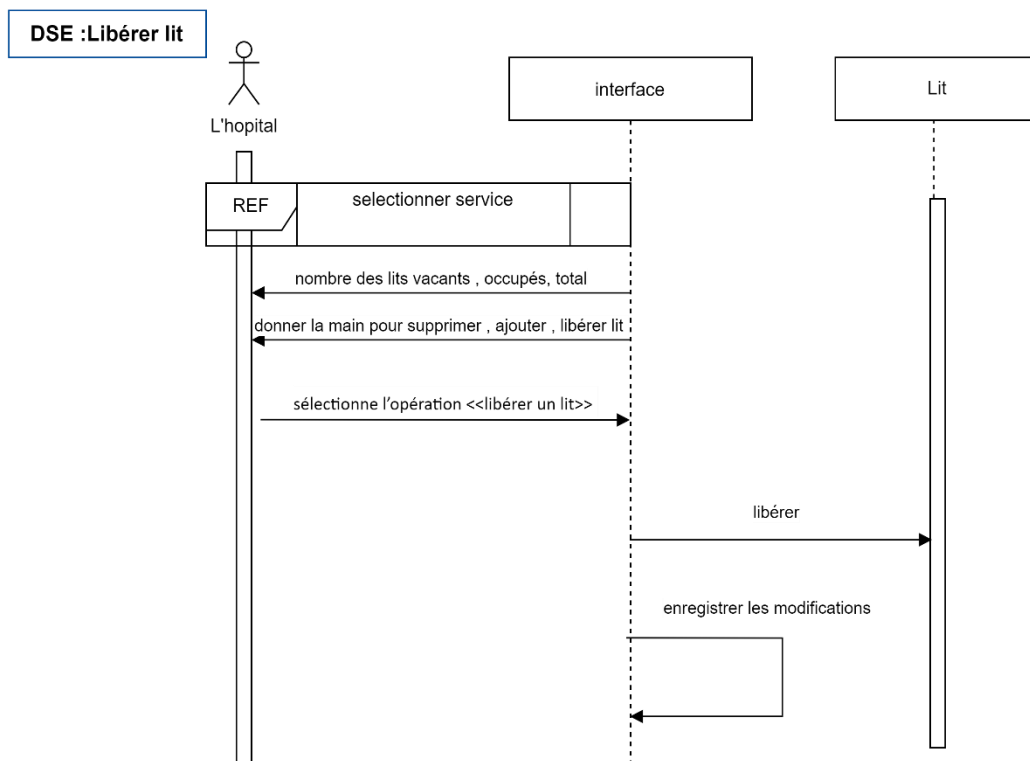 DSE :Libérer lit
L'hopital
interface
Lit
REF
selectionner service
nombre des lits vacants , occupés, total
donner la main pour supprimer , ajouter , libérer lit
sélectionne l’opération <<libérer un lit>>
libérer
enregistrer les modifications